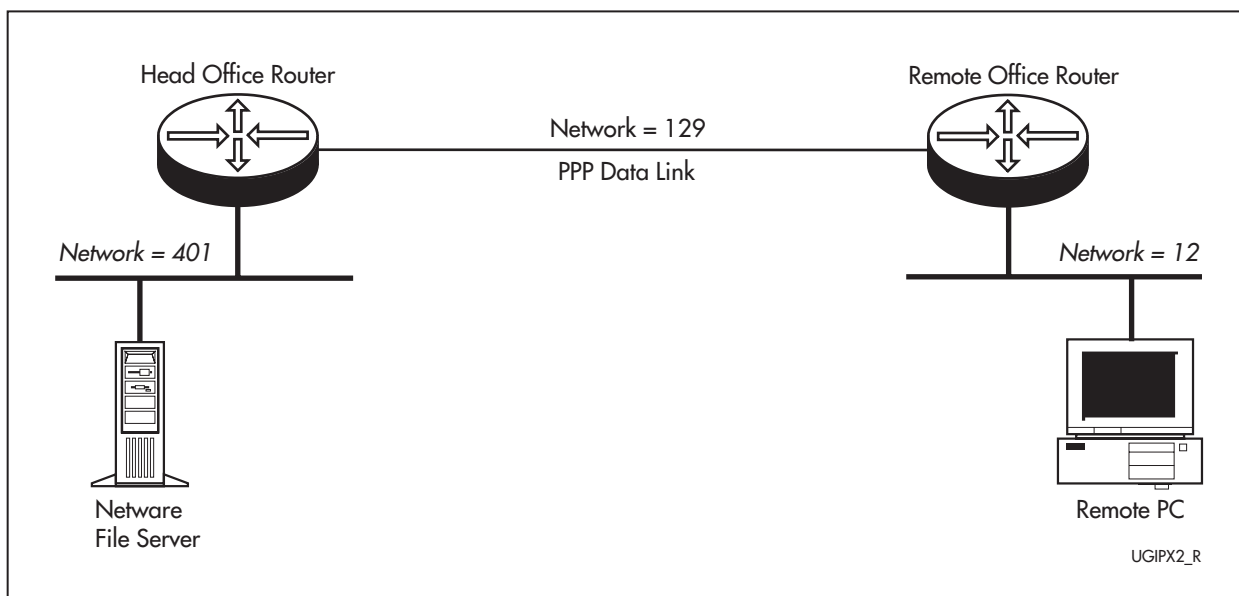 Head Office Router
Remote Office Router
Network = 129
PPP Data Link
Network = 401
Network = 12
Netware
File Server
Remote PC
UGIPX2_R